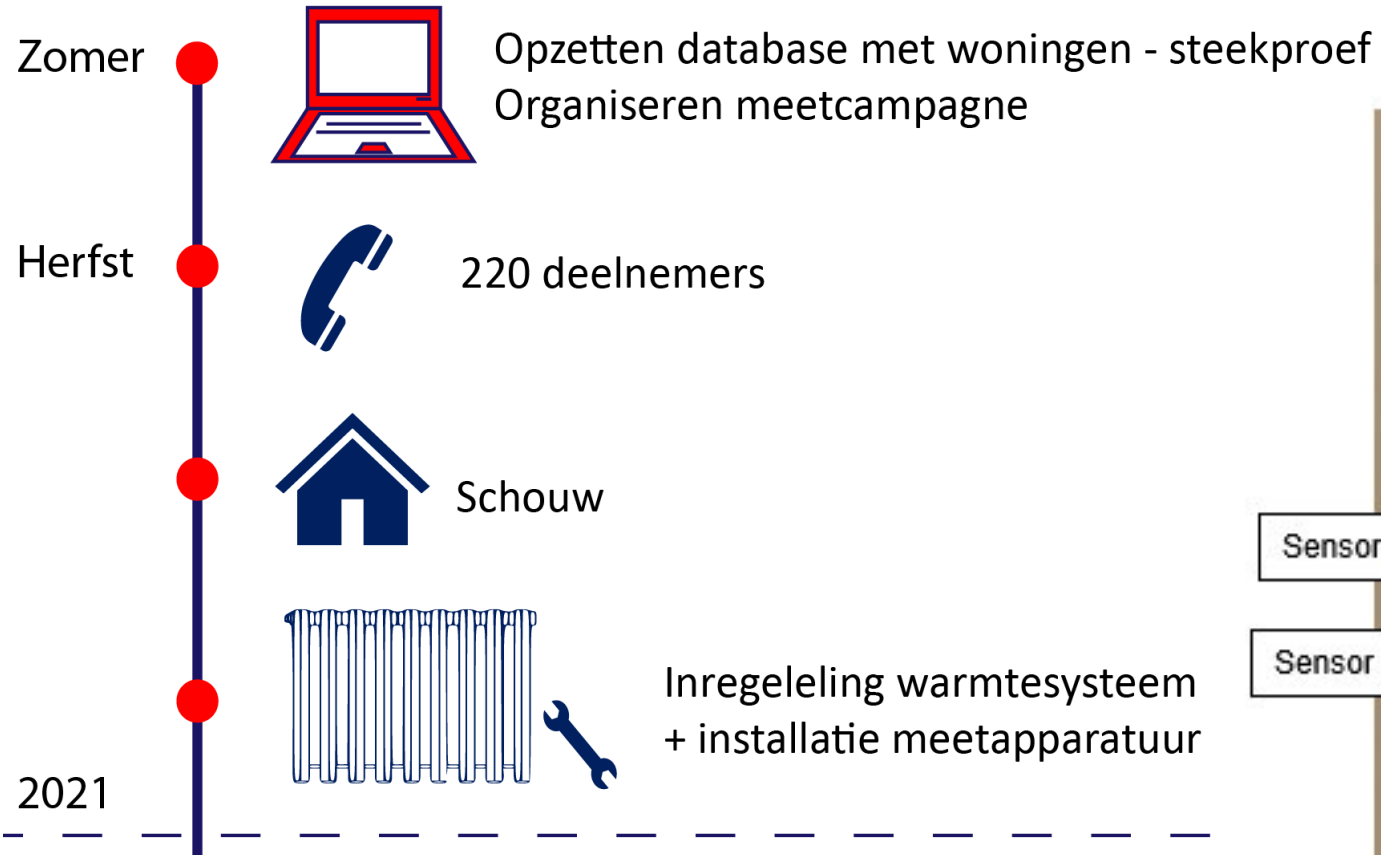 Zomer
Opzetten database met woningen - steekproef
Organiseren meetcampagne
Herfst
220 deelnemers
Schouw
Sensor
Sensor
Inregeleling warmtesysteem
+ installatie meetapparatuur
2021